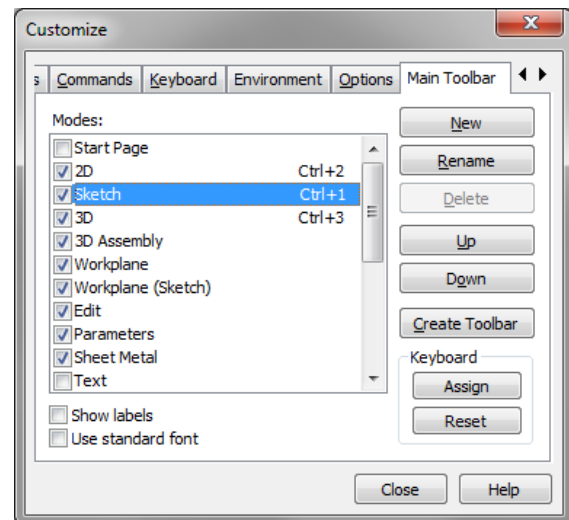 Customize
s Commands Keyboard Environment Options Main Toolbar
Modes:
Start Page
2D Ctrl+2
Sketch Ctrl+1
3D Ctrl+3
3D Assembly
Workplane
Workplane (Sketch)
Edit
Parameters
Sheet Metal
Text
Show labels
Use standard font
New
Rename
Delete
Up
Down
Create Toolbar
Keyboard
Assign
Reset
Close Help